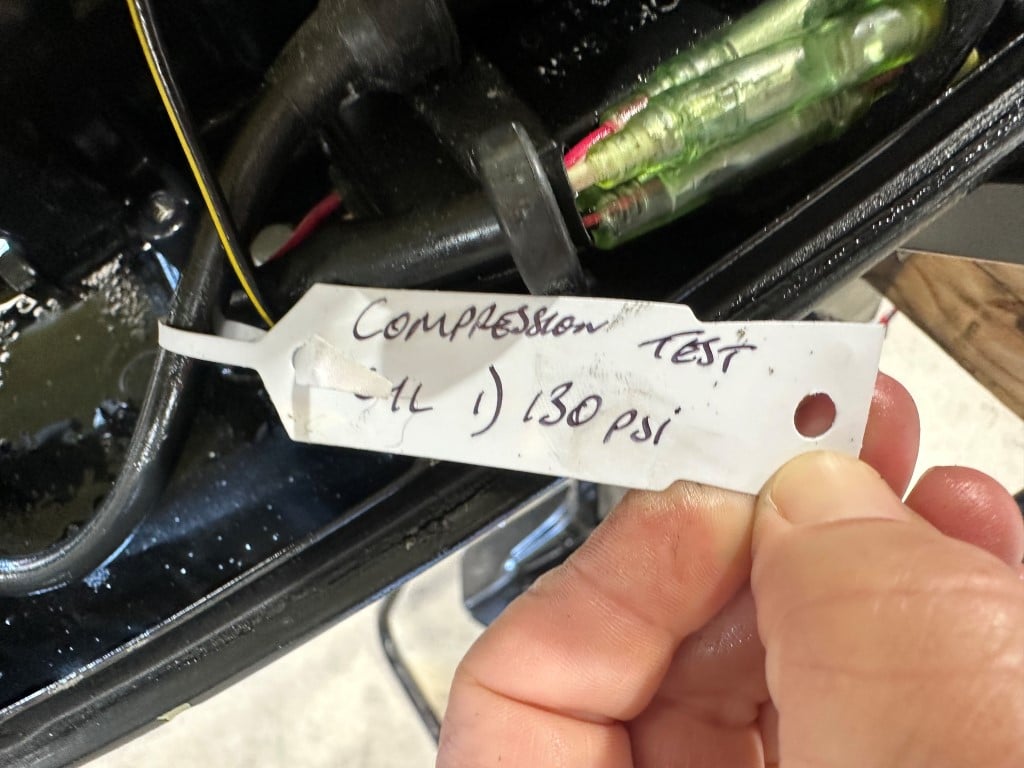 COMPRESSION TEST
1) 130 psi